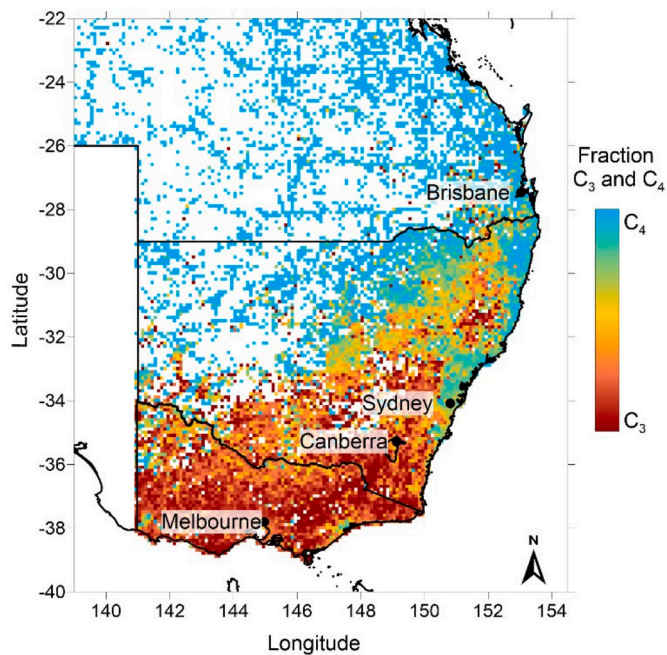 -22
-24
-26
-28
-30
-32
-34
-36
-38
-40
Latitude
Brisbane
Sydney
Canberra
Melbourne
N
140 142 144 146 148 150 152 154
Longitude
Fraction
C₃ and C₄
C₄
C₃